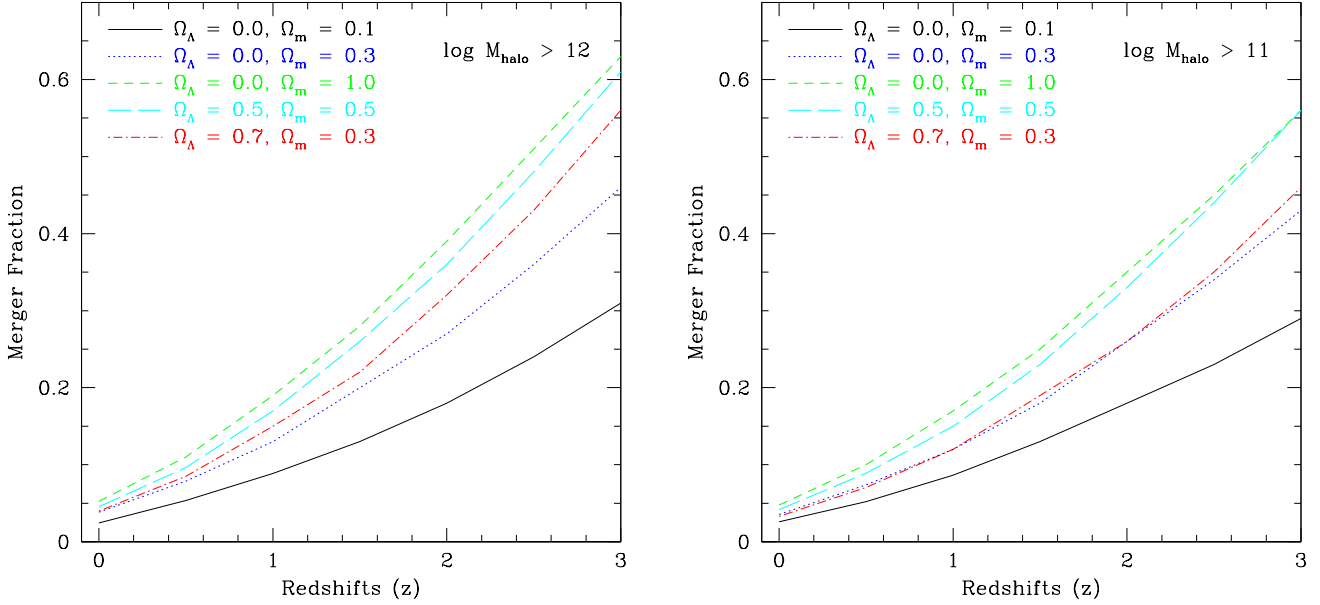 Ω_Λ = 0.0, Ω_m = 0.1
Ω_Λ = 0.0, Ω_m = 0.3
Ω_Λ = 0.0, Ω_m = 1.0
Ω_Λ = 0.5, Ω_m = 0.5
Ω_Λ = 0.7, Ω_m = 0.3
log M_halo > 12
0.6
0.4
0.2
0
Merger Fraction
0 1 2 3
Redshifts (z)
Ω_Λ = 0.0, Ω_m = 0.1
Ω_Λ = 0.0, Ω_m = 0.3
Ω_Λ = 0.0, Ω_m = 1.0
Ω_Λ = 0.5, Ω_m = 0.5
Ω_Λ = 0.7, Ω_m = 0.3
log M_halo > 11
0.6
0.4
0.2
0
Merger Fraction
0 1 2 3
Redshifts (z)